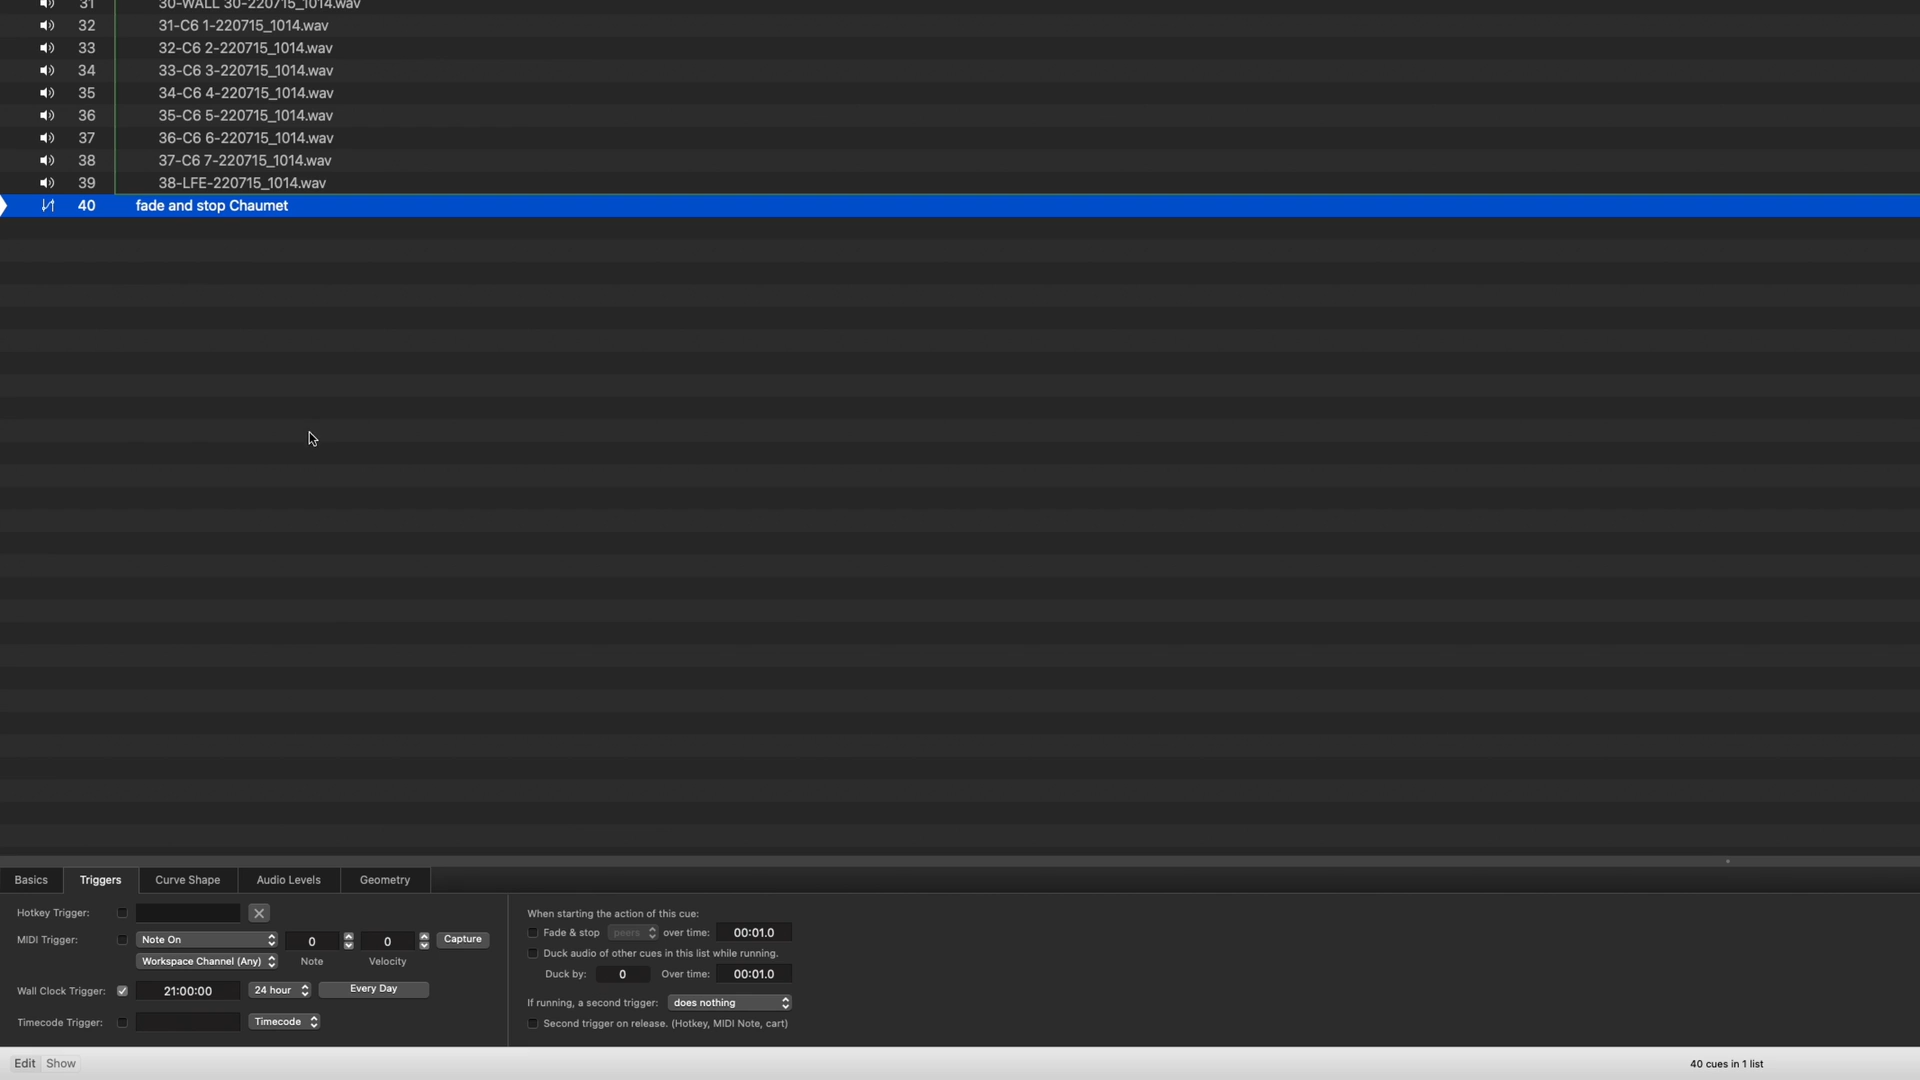 31 30-WALL 30-220715_1014.wav
32 31-C6 1-220715_1014.wav
33 32-C6 2-220715_1014.wav
34 33-C6 3-220715_1014.wav
35 34-C6 4-220715_1014.wav
36 35-C6 5-220715_1014.wav
37 36-C6 6-220715_1014.wav
38 37-C6 7-220715_1014.wav
39 38-LFE-220715_1014.wav
40 fade and stop Chaumet
Basics Triggers Curve Shape Audio Levels Geometry
Hotkey Trigger:
MIDI Trigger: Note On 0 0 Capture
Workspace Channel (Any) Note Velocity
Wall Clock Trigger: 21:00:00 24 hour Every Day
Timecode Trigger: Timecode
When starting the action of this cue:
Fade & stop peers over time: 00:01.0
Duck audio of other cues in this list while running.
Duck by: 0 Over time: 00:01.0
If running, a second trigger: does nothing
Second trigger on release. (Hotkey, MIDI Note, cart)
Edit Show 40 cues in 1 list